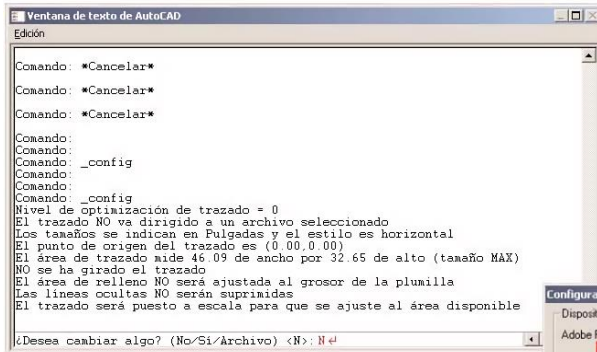 Ventana de texto de AutoCAD
Edición
Comando: *Cancelar*
Comando: *Cancelar*
Comando: *Cancelar*
Comando:
Comando:
Comando: _config
Comando:
Comando:
Comando: _config
Nivel de optimización de trazado = 0
El trazado NO va dirigido a un archivo seleccionado
Los tamaños se indican en Pulgadas y el estilo es horizontal
El punto de origen del trazado es (0.00,0.00)
El área de trazado mide 46.09 de ancho por 32.65 de alto (tamaño MAX)
NO se ha girado el trazado
El área de relleno NO será ajustada al grosor de la plumilla
Las líneas ocultas NO serán suprimidas
El trazado será puesto a escala para que se ajuste al área disponible
¿Desea cambiar algo? (No/Sí/Archivo) <N>: N↵
Configura
Disposit
Adobe F